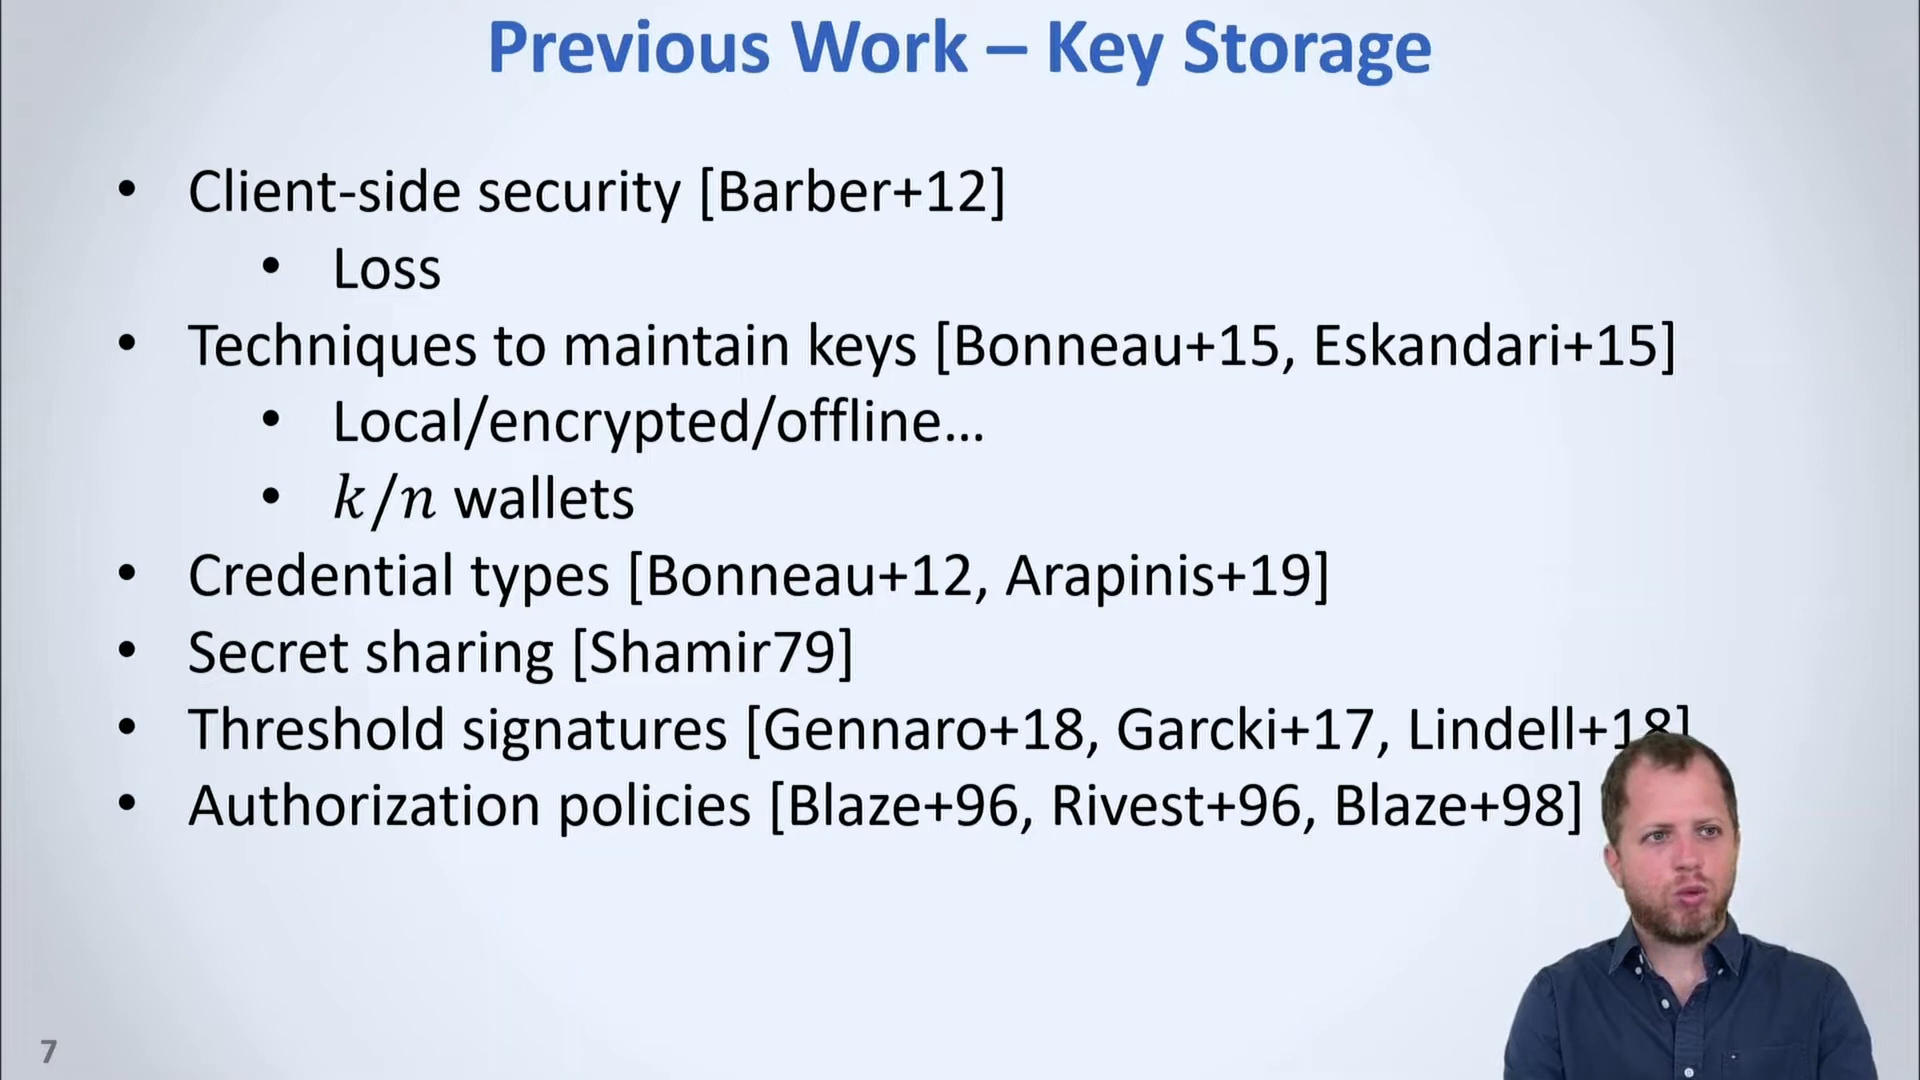 Previous Work – Key Storage
• Client-side security [Barber+12]
• Loss
• Techniques to maintain keys [Bonneau+15, Eskandari+15]
• Local/encrypted/offline…
• k/n wallets
• Credential types [Bonneau+12, Arapinis+19]
• Secret sharing [Shamir79]
• Threshold signatures [Gennaro+18, Garcki+17, Lindell+18]
• Authorization policies [Blaze+96, Rivest+96, Blaze+98]
7